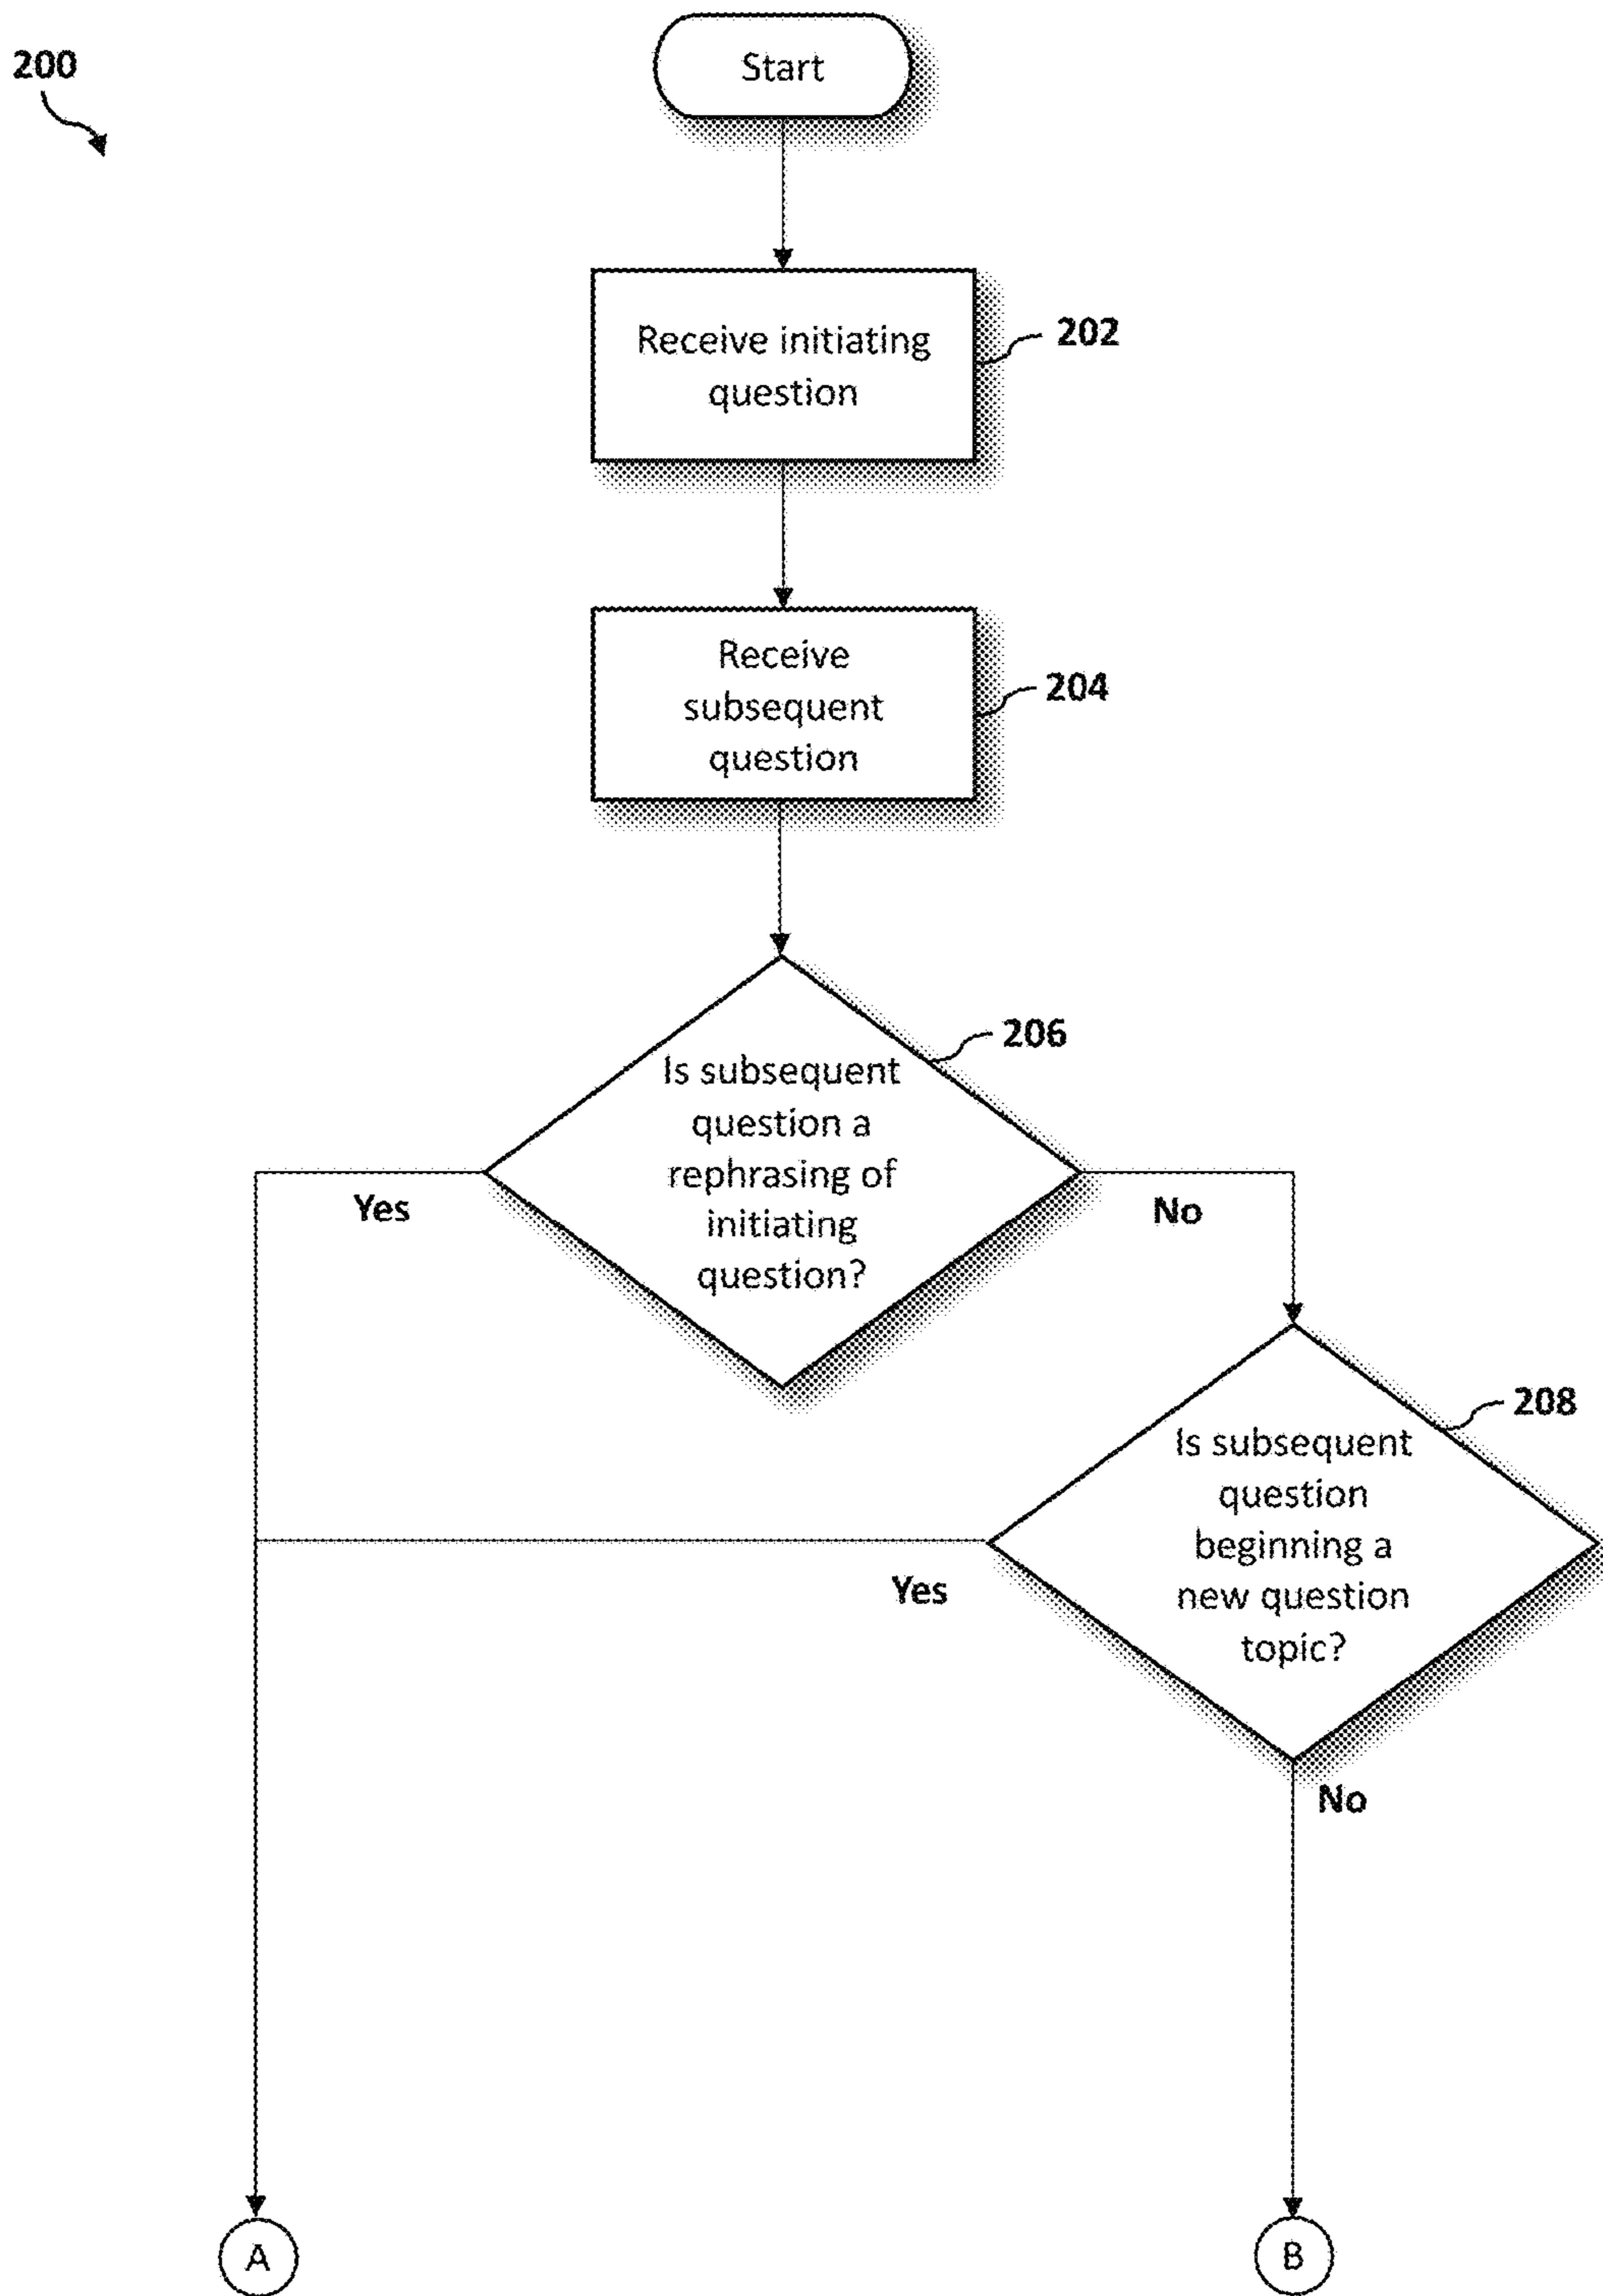 200
Start
Receive initiating
question
202
Receive
subsequent
question
204
206
Is subsequent
question a
rephrasing of
initiating
question?
Yes
No
208
Is subsequent
question
beginning a
new question
topic?
Yes
No
A
B